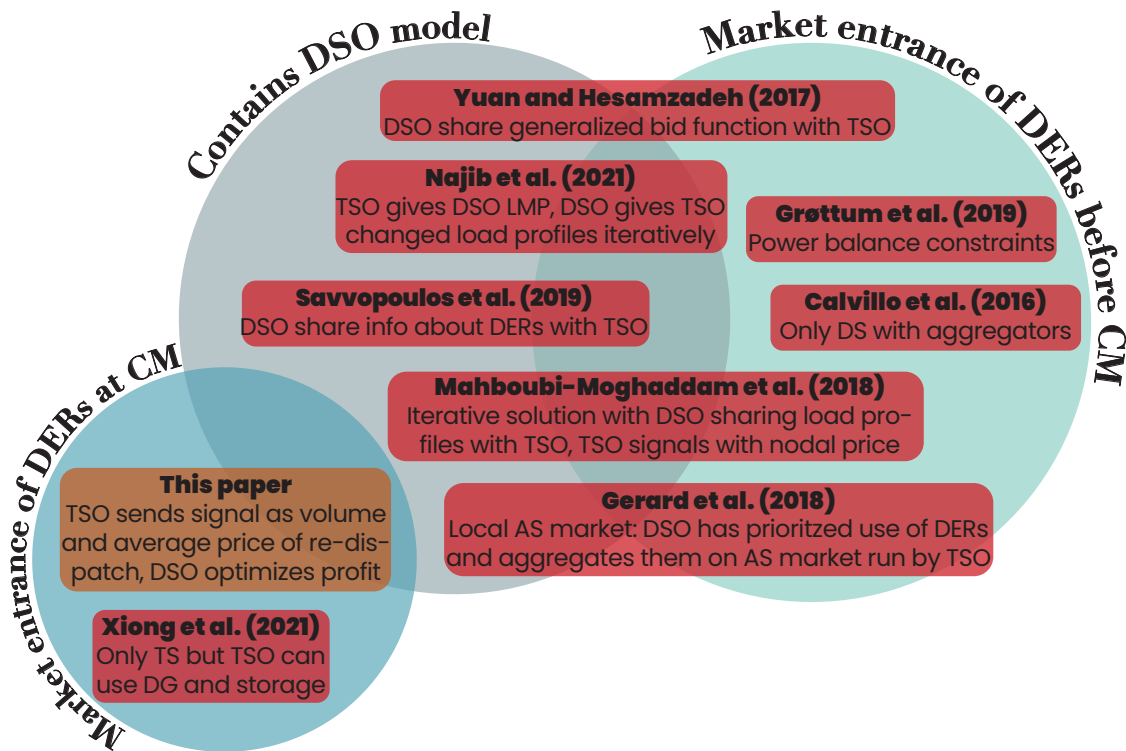 Contains DSO model
Market entrance of DERs before CM
Yuan and Hesamzadeh (2017)
DSO share generalized bid function with TSO
Najib et al. (2021)
TSO gives DSO LMP, DSO gives TSO
changed load profiles iteratively
Grøttum et al. (2019)
Power balance constraints
Savvopoulos et al. (2019)
DSO share info about DERs with TSO
Calvillo et al. (2016)
Only DS with aggregators
Mahboubi-Moghaddam et al. (2018)
Iterative solution with DSO sharing load pro-
files with TSO, TSO signals with nodal price
Gerard et al. (2018)
Local AS market: DSO has prioritzed use of DERs
and aggregates them on AS market run by TSO
Market entrance of DERs at CM
This paper
TSO sends signal as volume
and average price of re-dis-
patch, DSO optimizes profit
Xiong et al. (2021)
Only TS but TSO can
use DG and storage